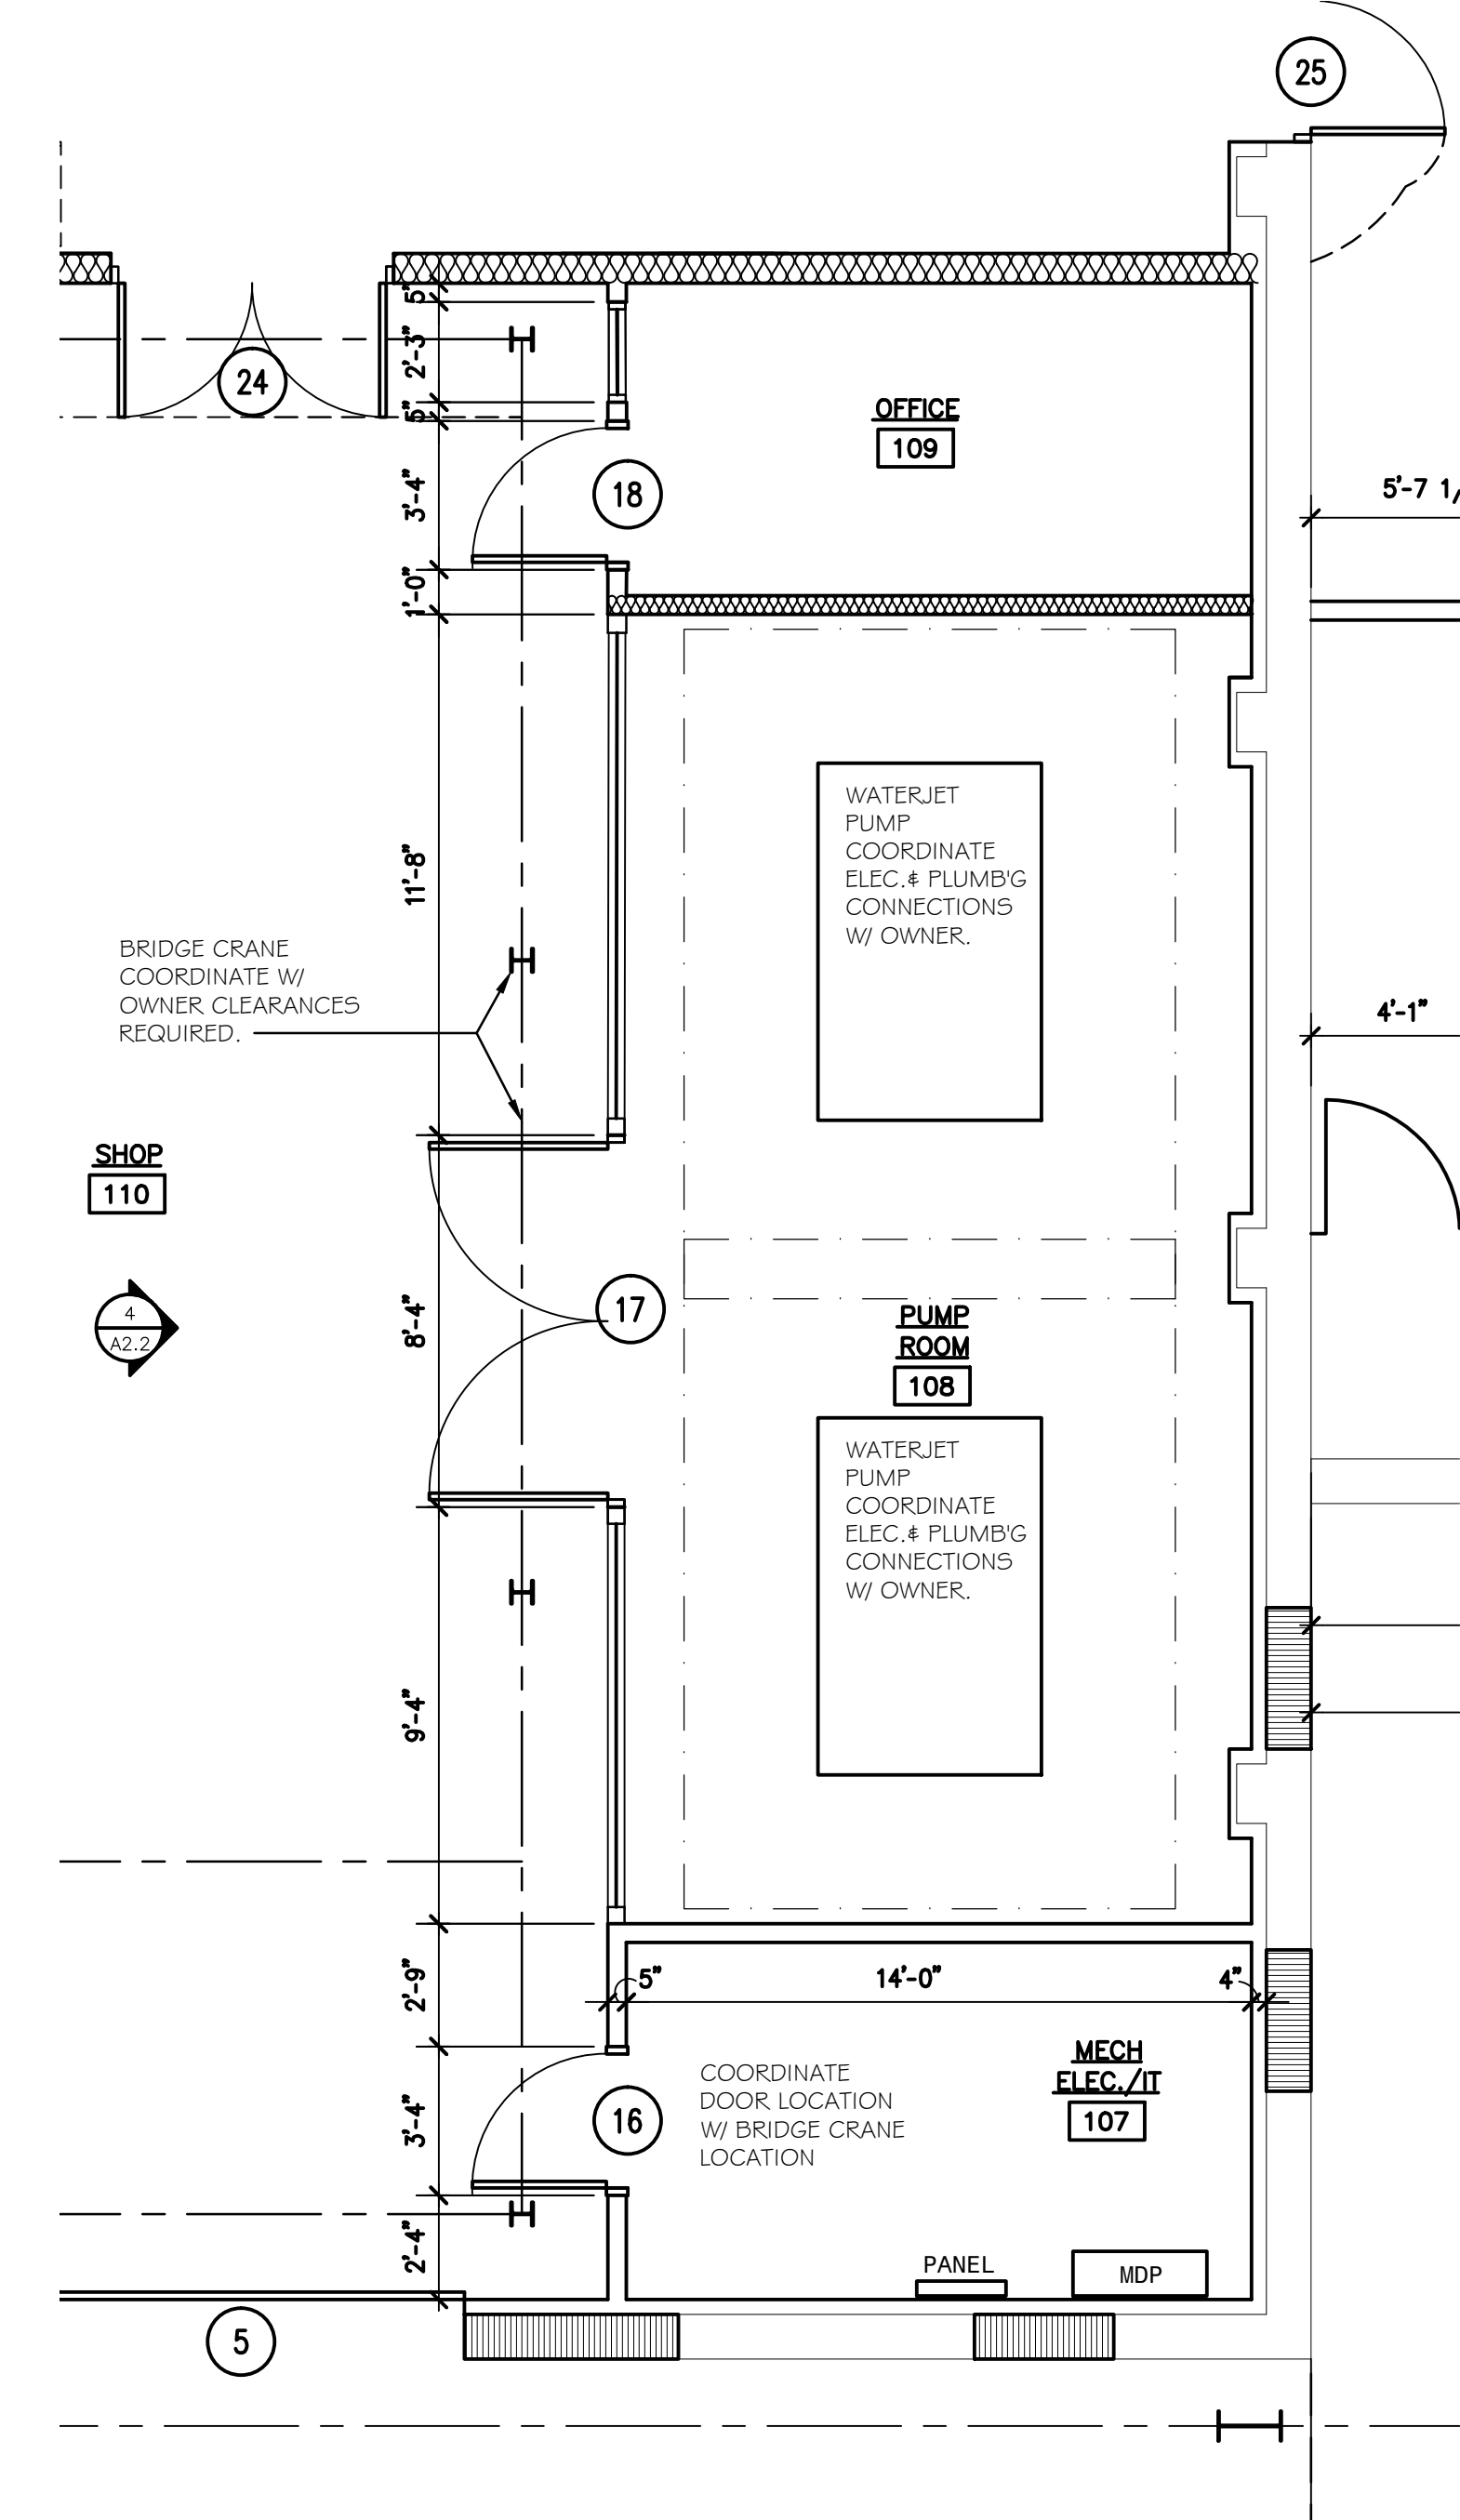 25
5"
2'-3"
24
5"
OFFICE
109
18
3'-4"
5'-7 1/
1'-0"
WATERJET
PUMP
COORDINATE
ELEC.& PLUMB'G
CONNECTIONS
W/ OWNER.
11'-8"
BRIDGE CRANE
COORDINATE W/
OWNER CLEARANCES
REQUIRED.
4'-1"
SHOP
110
4
A2.2
8'-4"
17
PUMP
ROOM
108
WATERJET
PUMP
COORDINATE
ELEC.& PLUMB'G
CONNECTIONS
W/ OWNER.
9'-4"
2'-9"
5"
14'-0"
4"
MECH
ELEC./IT
107
COORDINATE
DOOR LOCATION
W/ BRIDGE CRANE
LOCATION
16
3'-4"
2'-4"
PANEL
MDP
5